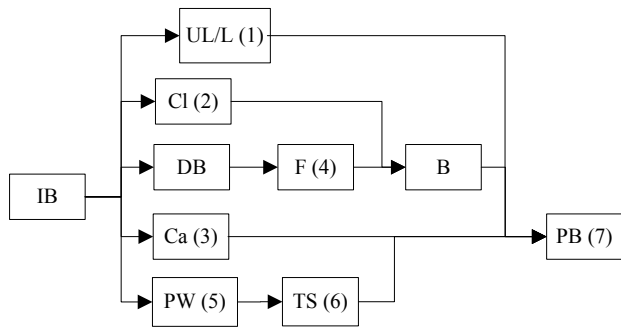 UL/L (1)
Cl (2)
DB
F (4)
B
IB
Ca (3)
PB (7)
PW (5)
TS (6)